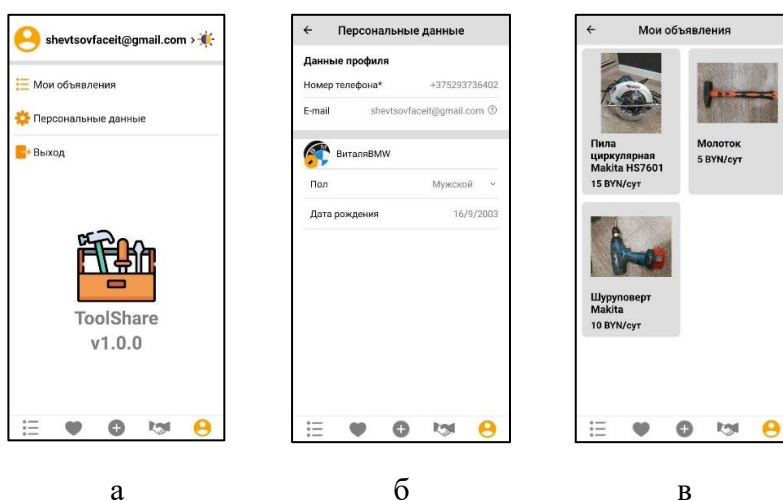 shevtsovfaceit@gmail.com >
Мои объявления
Персональные данные
Выход
ToolShare
v1.0.0
а
← Персональные данные
Данные профиля
Номер телефона* +375293736402
E-mail shevtsovfaceit@gmail.com ?
ВиталяBMW
Пол Мужской
Дата рождения 16/9/2003
б
← Мои объявления
Пила
циркулярная
Makita HS7601
15 BYN/сут
Молоток
5 BYN/сут
Шуруповерт
Makita
10 BYN/сут
в